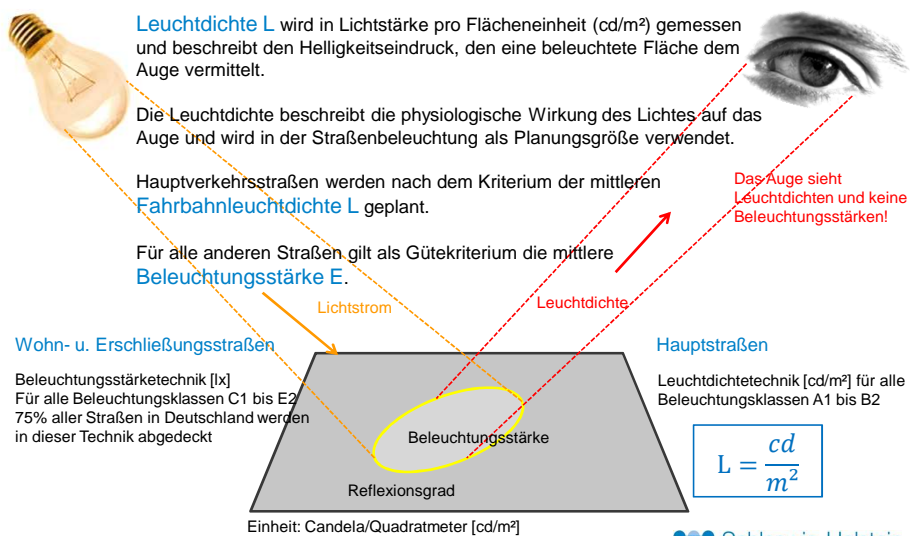 Leuchtdichte L wird in Lichtstärke pro Flächeneinheit (cd/m²) gemessen
und beschreibt den Helligkeitseindruck, den eine beleuchtete Fläche dem
Auge vermittelt.
Die Leuchtdichte beschreibt die physiologische Wirkung des Lichtes auf das
Auge und wird in der Straßenbeleuchtung als Planungsgröße verwendet.
Hauptverkehrsstraßen werden nach dem Kriterium der mittleren
Fahrbahnleuchtdichte L geplant.
Das Auge sieht
Leuchtdichten und keine
Beleuchtungsstärken!
Für alle anderen Straßen gilt als Gütekriterium die mittlere
Beleuchtungsstärke E.
Lichtstrom
Leuchtdichte
Wohn- u. Erschließungsstraßen
Beleuchtungsstärketechnik [lx]
Für alle Beleuchtungsklassen C1 bis E2
75% aller Straßen in Deutschland werden
in dieser Technik abgedeckt
Hauptstraßen
Leuchtdichtetechnik [cd/m²] für alle
Beleuchtungsklassen A1 bis B2
L = cd/m²
Beleuchtungsstärke
Reflexionsgrad
Einheit: Candela/Quadratmeter [cd/m²]